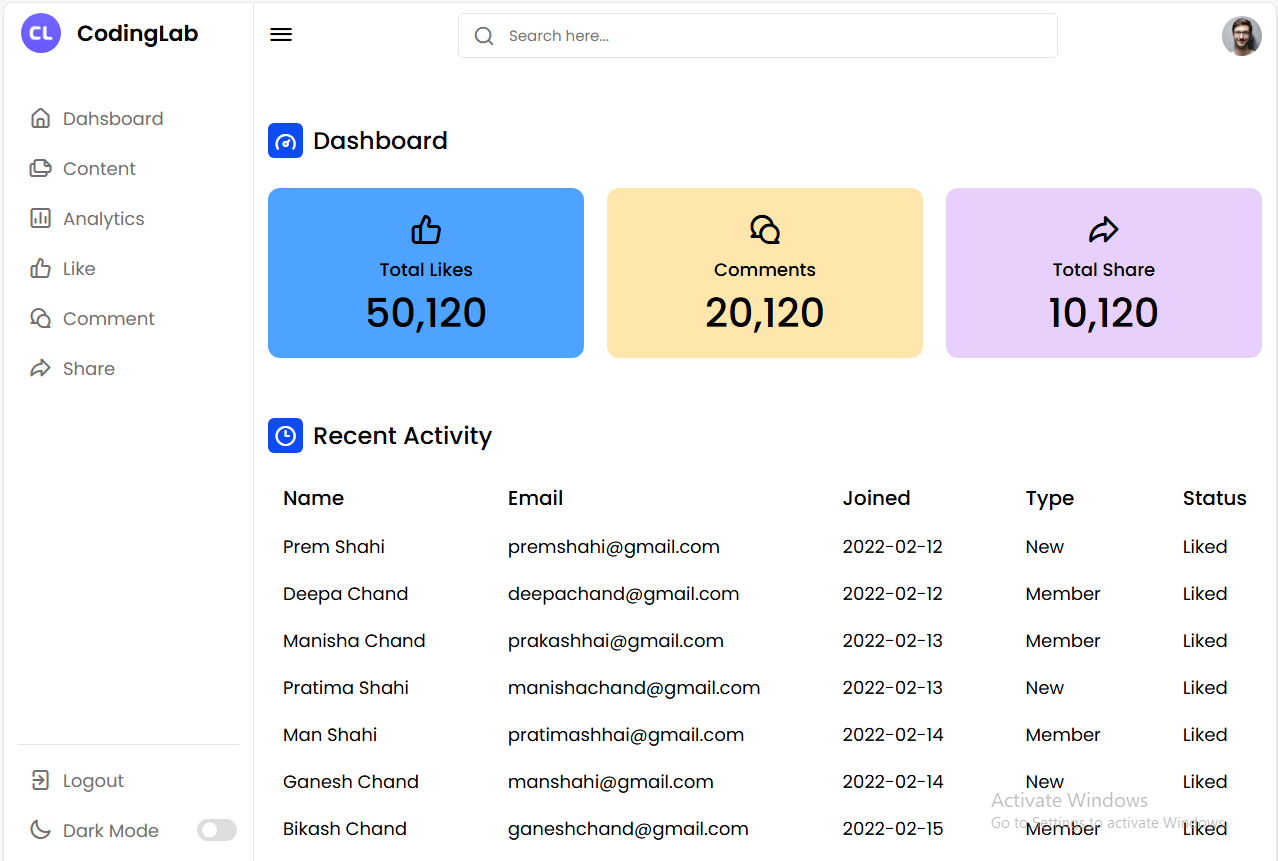 CL CodingLab
Search here...
Dahsboard
Content
Analytics
Like
Comment
Share
Logout
Dark Mode
Dashboard
Total Likes
50,120
Comments
20,120
Total Share
10,120
Recent Activity
Name Email Joined Type Status
Prem Shahi premshahi@gmail.com 2022-02-12 New Liked
Deepa Chand deepachand@gmail.com 2022-02-12 Member Liked
Manisha Chand prakashhai@gmail.com 2022-02-13 Member Liked
Pratima Shahi manishachand@gmail.com 2022-02-13 New Liked
Man Shahi pratimashhai@gmail.com 2022-02-14 Member Liked
Ganesh Chand manshahi@gmail.com 2022-02-14 New Liked
Bikash Chand ganeshchand@gmail.com 2022-02-15 Member Liked
Activate Windows
Go to Settings to activate Windows.